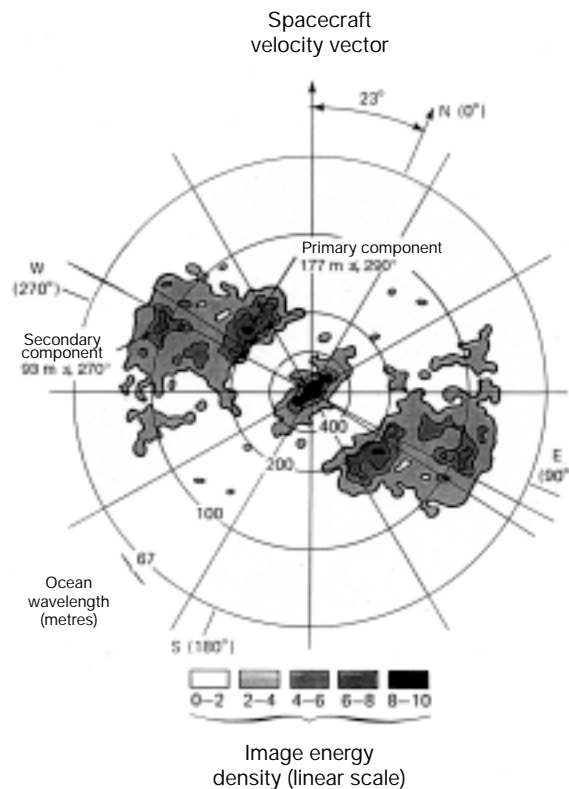 Spacecraft
velocity vector
23°
N (0°)
Primary component
177 m ≤, 290°
W
(270°)
Secondary
component
93 m ≤, 270°
400
200
E
(90°
100
67
Ocean
wavelength
(metres)
S (180°)
0–2 2–4 4–6 6–8 8–10
Image energy
density (linear scale)